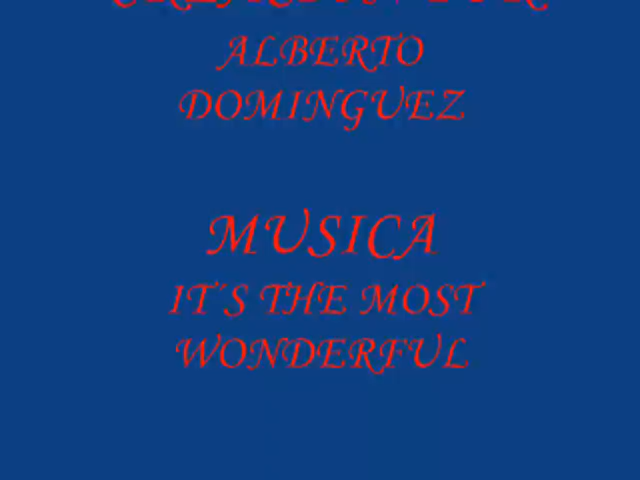 ALBERTO
DOMINGUEZ
MUSICA
IT´S THE MOST
WONDERFUL